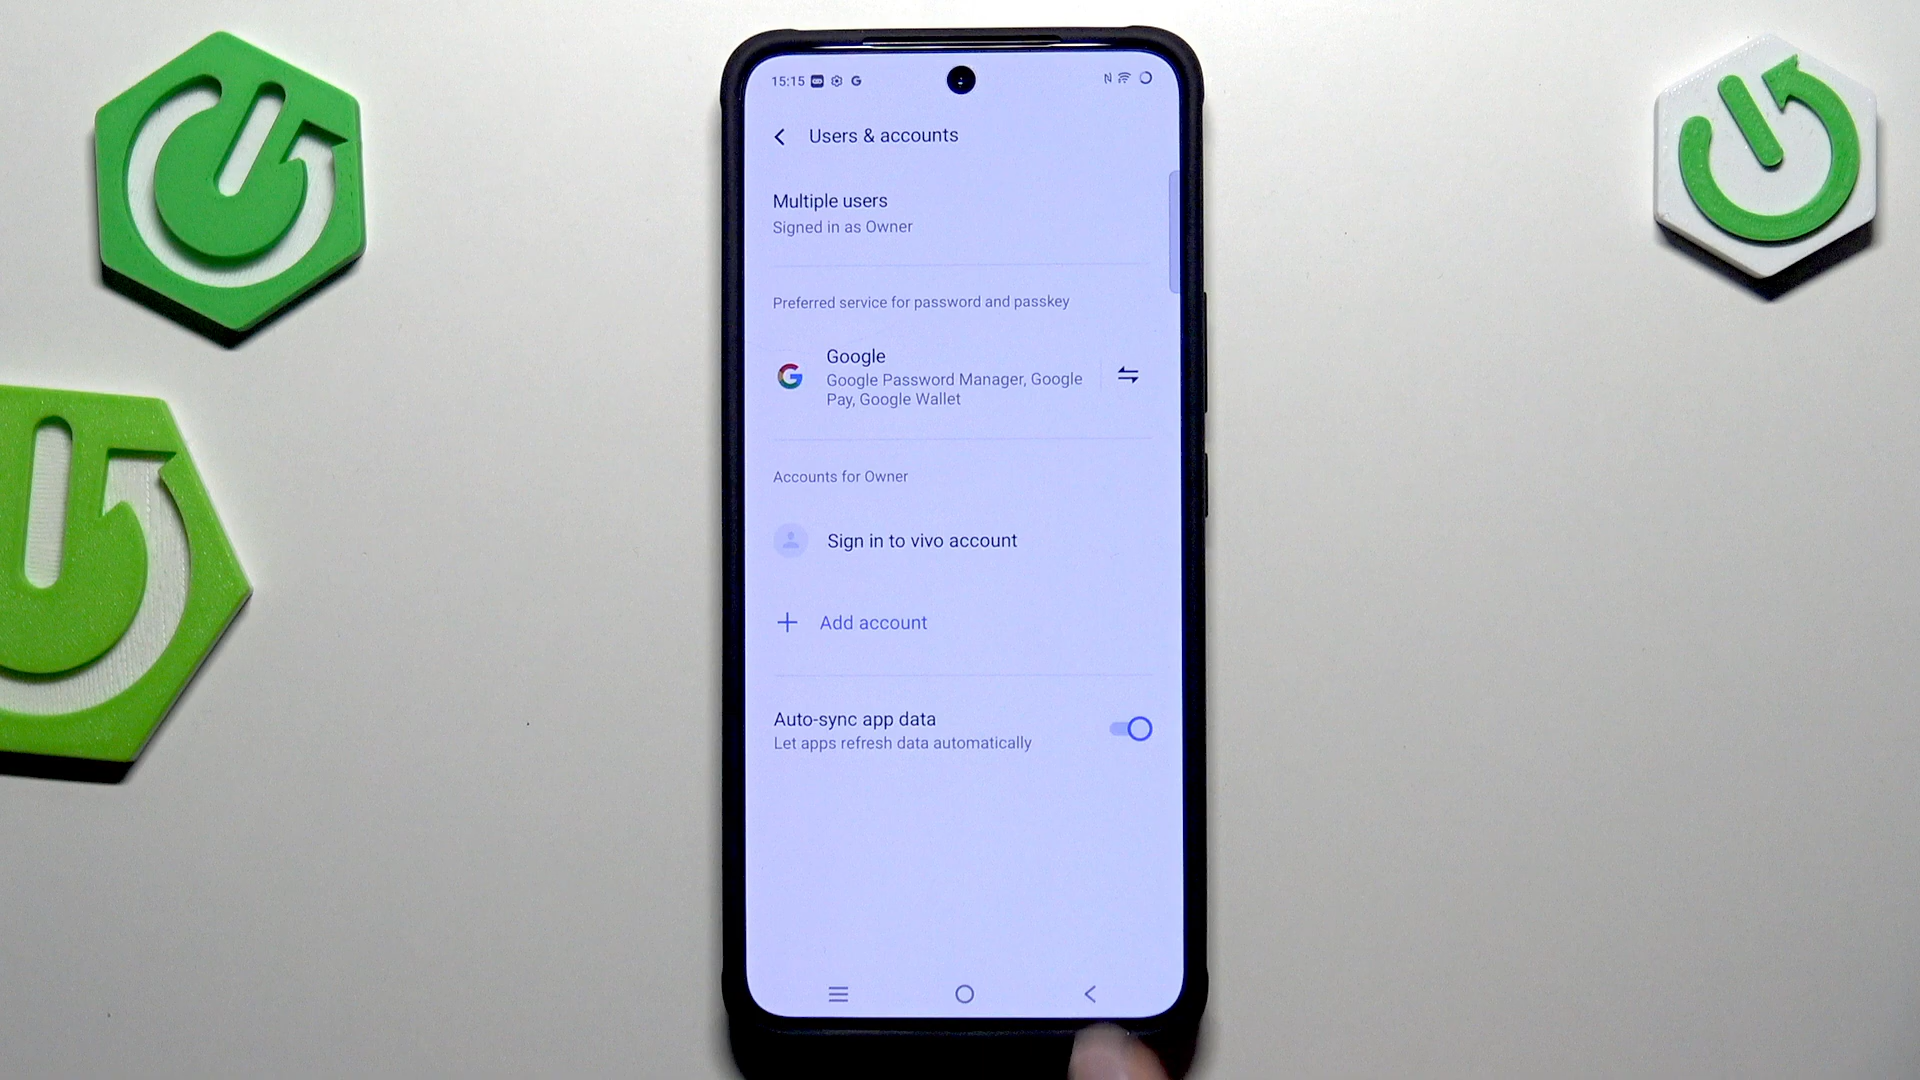 15:15
Users & accounts
Multiple users
Signed in as Owner
Preferred service for password and passkey
Google
Google Password Manager, Google
Pay, Google Wallet
Accounts for Owner
Sign in to vivo account
Add account
Auto-sync app data
Let apps refresh data automatically